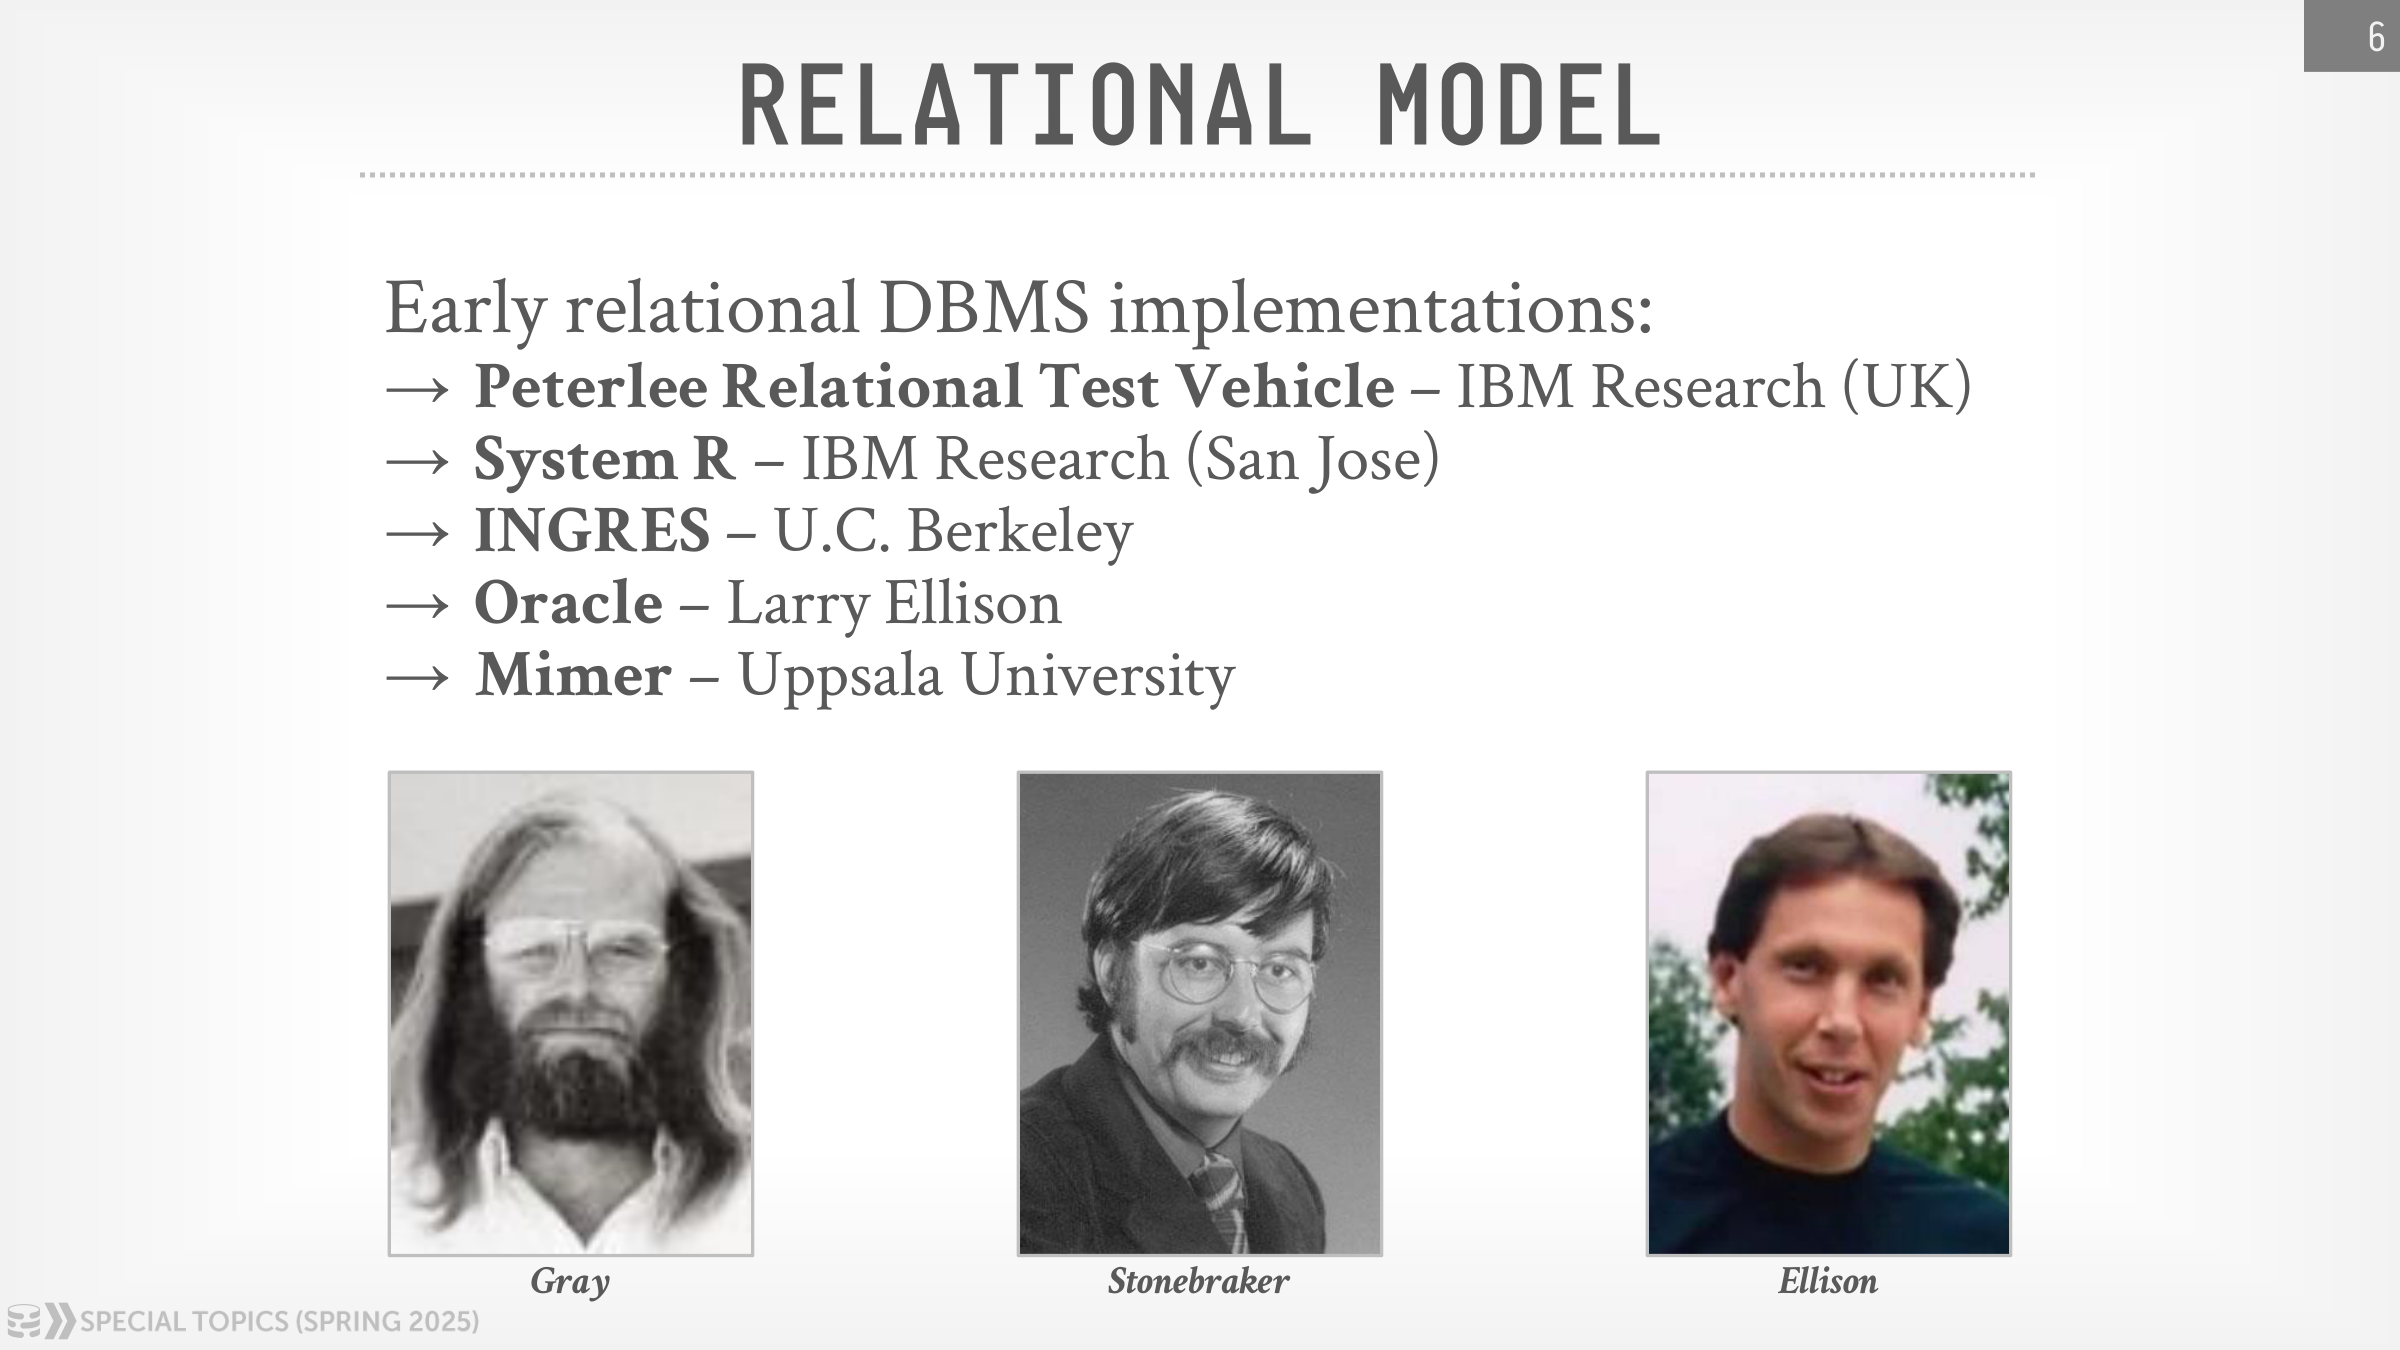 6
RELATIONAL MODEL
Early relational DBMS implementations:
→ Peterlee Relational Test Vehicle – IBM Research (UK)
→ System R – IBM Research (San Jose)
→ INGRES – U.C. Berkeley
→ Oracle – Larry Ellison
→ Mimer – Uppsala University
Gray
Stonebraker
Ellison
SPECIAL TOPICS (SPRING 2025)